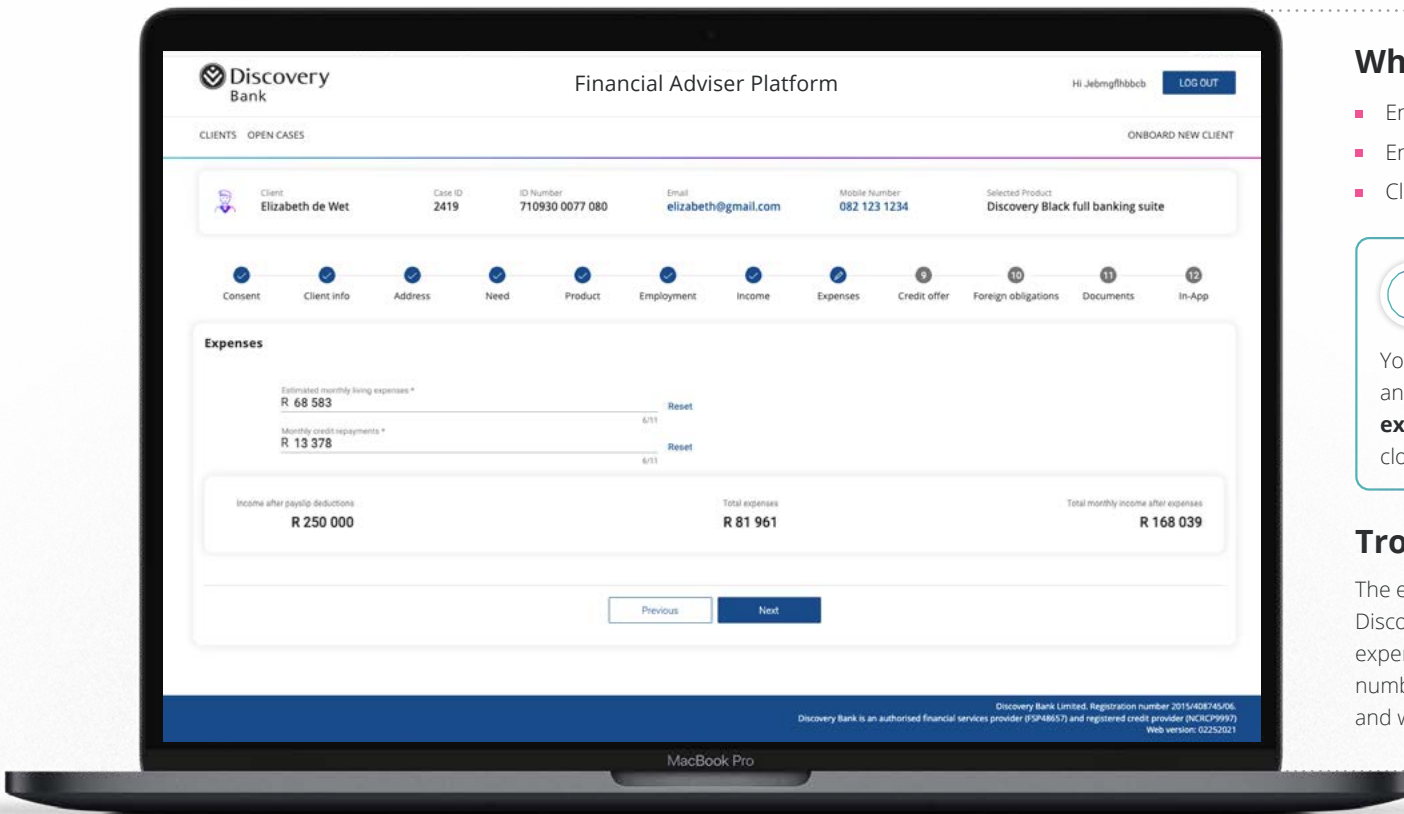 Discovery
Bank
Financial Adviser Platform
Hi Jebmgflhbbcb
LOG OUT
CLIENTS OPEN CASES
ONBOARD NEW CLIENT
Client
Elizabeth de Wet
Case ID
2419
ID Number
710930 0077 080
Email
elizabeth@gmail.com
Mobile Number
082 123 1234
Selected Product
Discovery Black full banking suite
Consent
Client info
Address
Need
Product
Employment
Income
Expenses
9
Credit offer
10
Foreign obligations
11
Documents
12
In-App
Expenses
Estimated monthly living expenses *
R 68 583
Reset
6/11
Monthly credit repayments *
R 13 378
Reset
6/11
Income after payslip deductions
R 250 000
Total expenses
R 81 961
Total monthly income after expenses
R 168 039
Previous
Next
Discovery Bank Limited. Registration number 2015/408745/06.
Discovery Bank is an authorised financial services provider (FSP48657) and registered credit provider (NCRCP9997)
Web version: 02252021
MacBook Pro
Wh
En
En
Cl
Yo
an
ex
clo
Tro
The e
Disco
expe
numb
and w